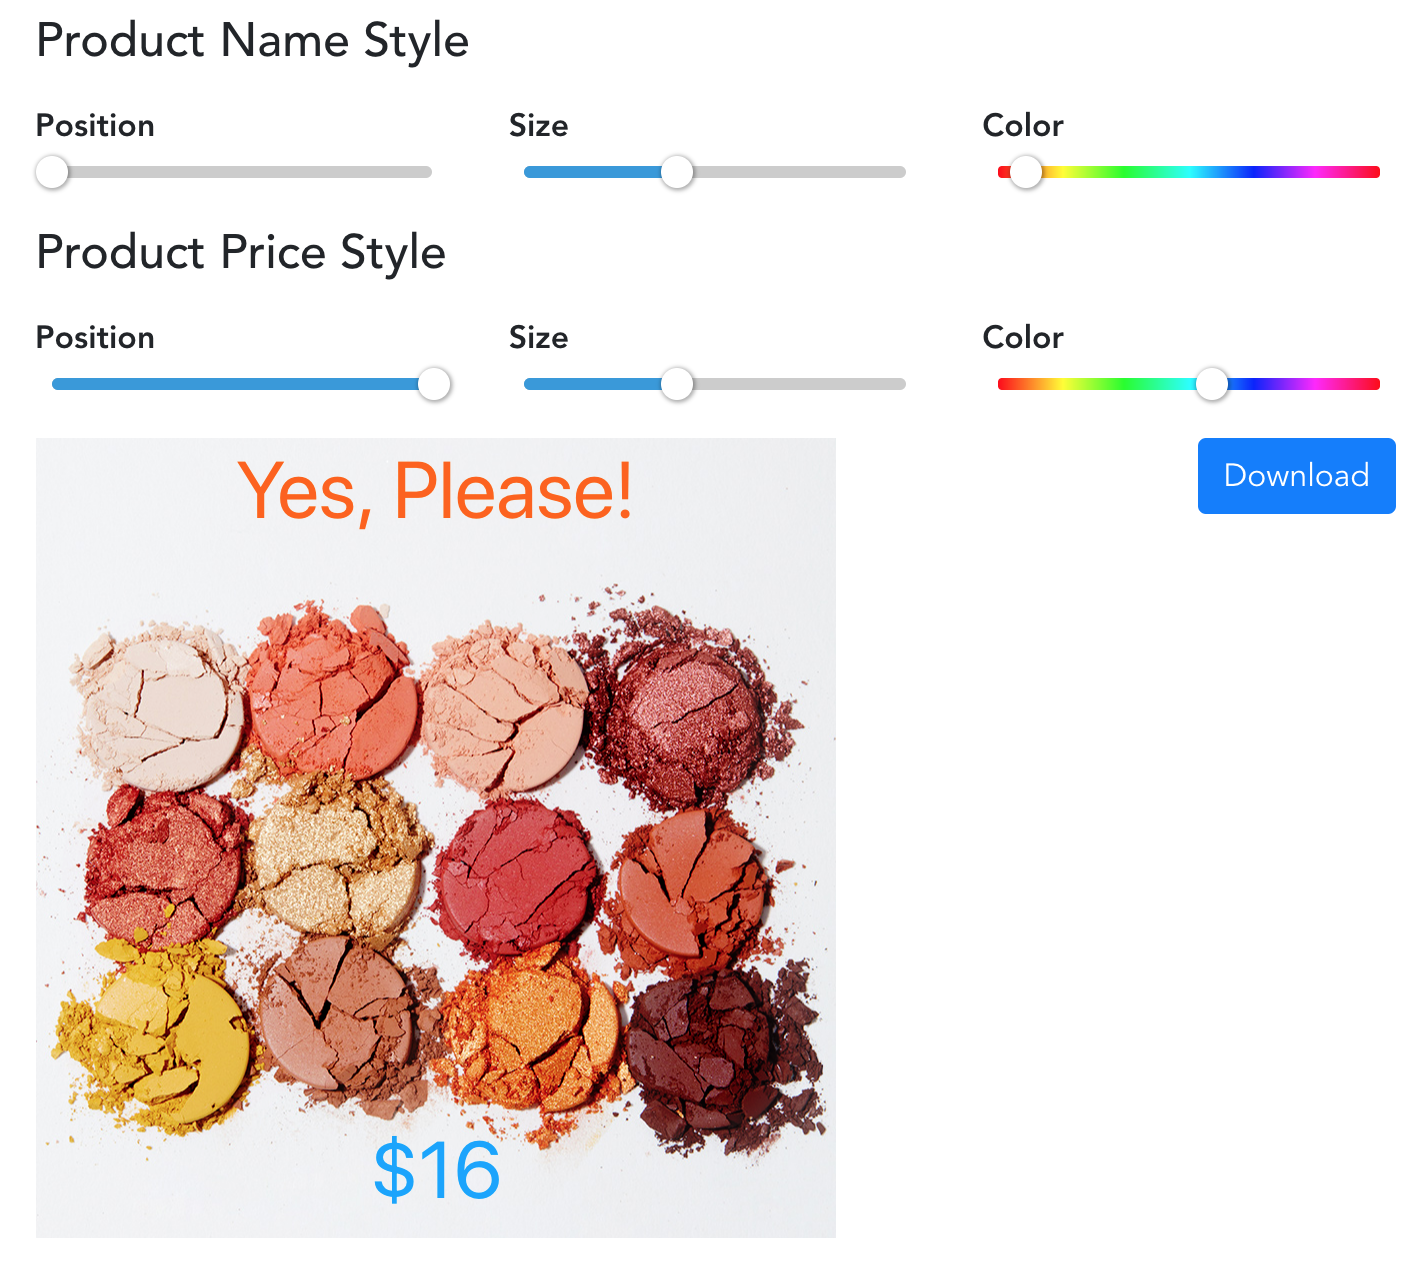 Product Name Style
Position Size Color
Product Price Style
Position Size Color
Download
Yes, Please!
$16